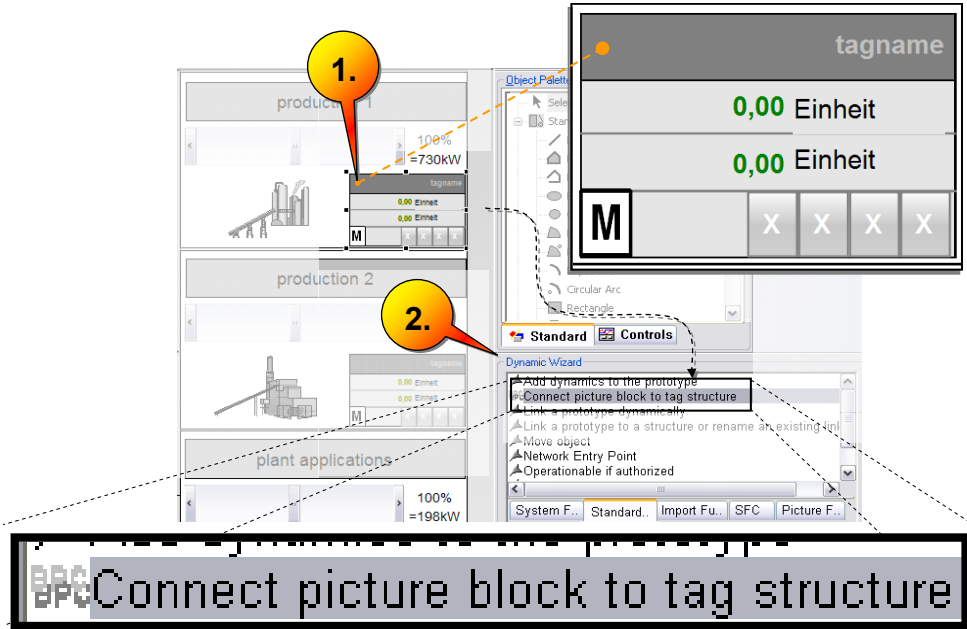 1.
tagname
0,00 Einheit
0,00 Einheit
M
X X X X
production 1
100%
=730kW
tagname
0,00 Einheit
0,00 Einheit
M
X X X X
Object Palette
Circular Arc
Rectangle
Standard
Controls
production 2
2.
tagname
0,00 Einheit
0,00 Einheit
M
Dynamic Wizard
Add dynamics to the prototype
Connect picture block to tag structure
Link a prototype dynamically
Link a prototype to a structure or rename an existing link
Move object
Network Entry Point
Operationable if authorized
System F..
Standard..
Import Fu..
SFC
Picture F..
plant applications
100%
=198kW
Connect picture block to tag structure